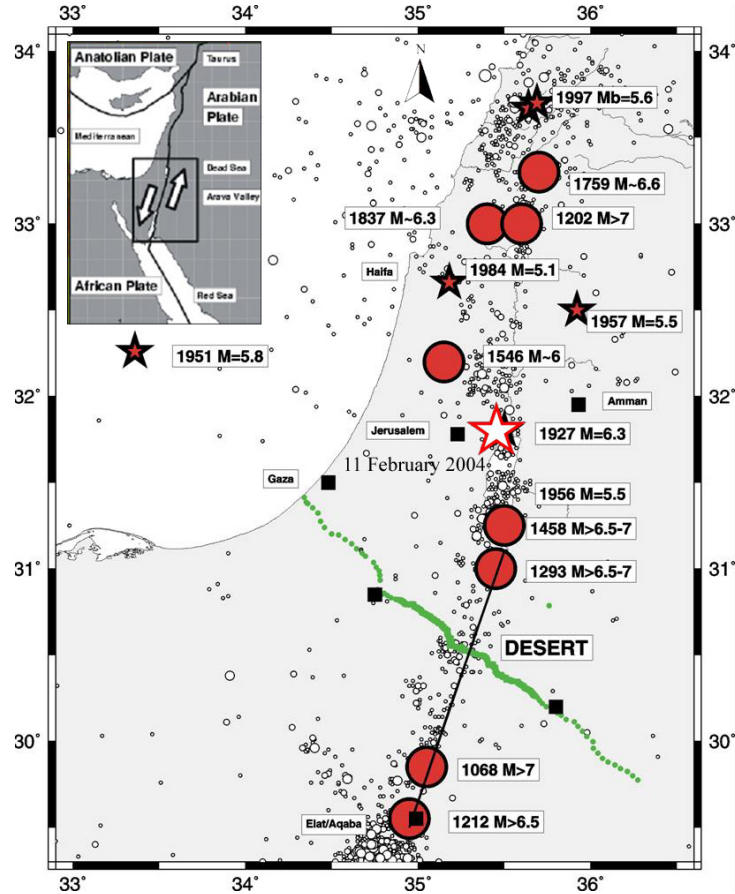 33˚
34˚
35˚
36˚
34˚
34˚
33˚
33˚
32˚
32˚
31˚
31˚
30˚
30˚
33˚
34˚
35˚
36˚
Anatolian Plate
Taurus
Arabian
Plate
Mediterranean
Dead Sea
Arava Valley
African Plate
Red Sea
N
1997 Mb=5.6
1759 M~6.6
1837 M~6.3
1202 M>7
Haifa
1984 M=5.1
1957 M=5.5
1951 M=5.8
1546 M~6
Amman
Jerusalem
1927 M=6.3
11 February 2004
Gaza
1956 M=5.5
1458 M>6.5-7
1293 M>6.5-7
DESERT
1068 M>7
Elat/Aqaba
1212 M>6.5